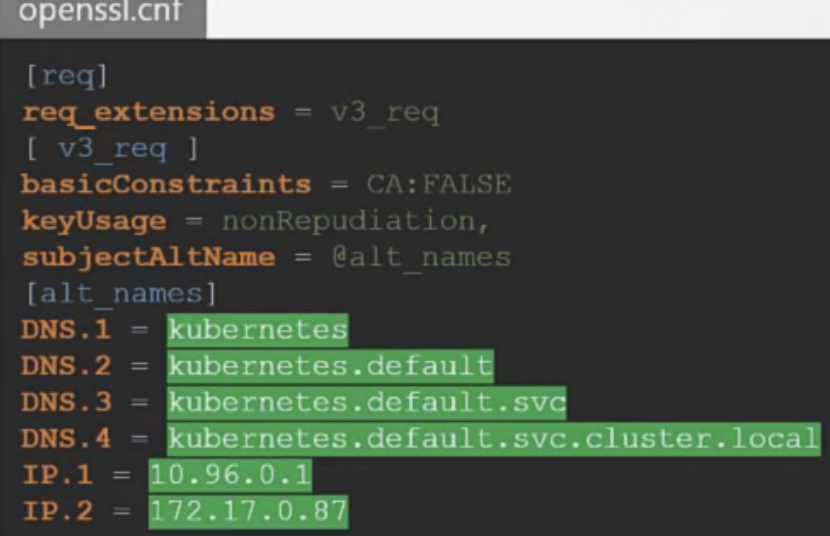 openssl.cnf
[req]
req_extensions = v3_req
[ v3_req ]
basicConstraints = CA:FALSE
keyUsage = nonRepudiation,
subjectAltName = @alt_names
[alt_names]
DNS.1 = kubernetes
DNS.2 = kubernetes.default
DNS.3 = kubernetes.default.svc
DNS.4 = kubernetes.default.svc.cluster.local
IP.1 = 10.96.0.1
IP.2 = 172.17.0.87